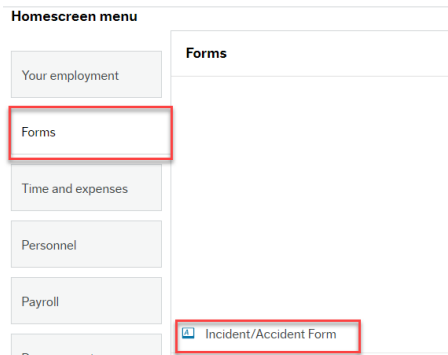 Homescreen menu
Forms
Your employment
Forms
Time and expenses
Personnel
Payroll
Incident/Accident Form